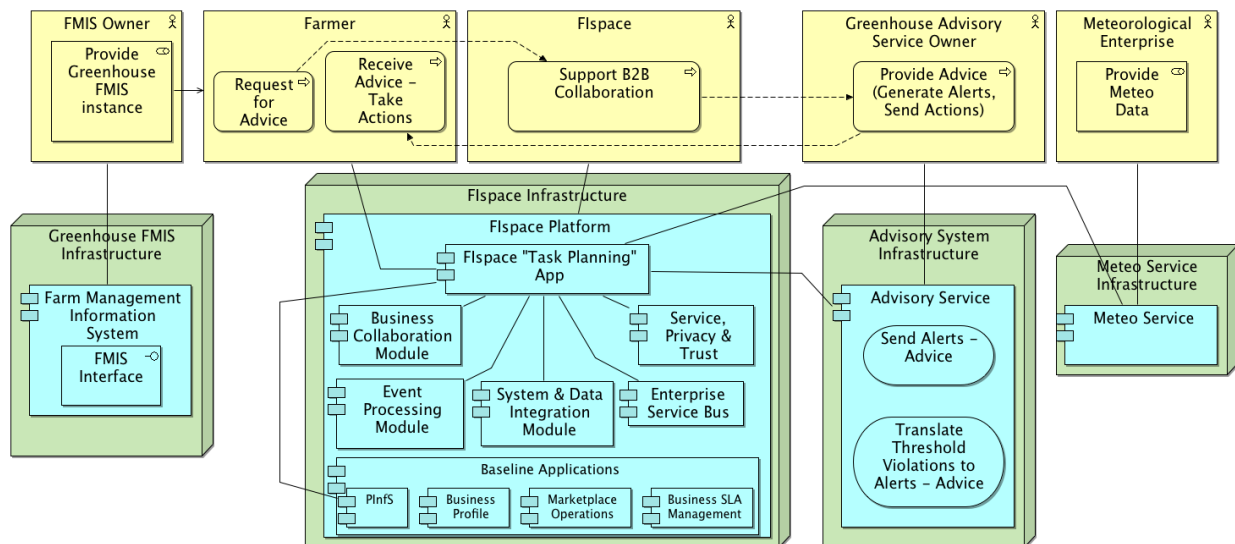 FMIS Owner
Provide
Greenhouse
FMIS
instance
Farmer
Request
for
Advice
Receive
Advice –
Take
Actions
FIspace
Support B2B
Collaboration
Greenhouse Advisory
Service Owner
Provide Advice
(Generate Alerts,
Send Actions)
Meteorological
Enterprise
Provide
Meteo
Data
Greenhouse FMIS
Infrastructure
Farm Management
Information
System
FMIS
Interface
FIspace Infrastructure
FIspace Platform
FIspace "Task Planning"
App
Business
Collaboration
Module
Service,
Privacy &
Trust
Event
Processing
Module
System & Data
Integration
Module
Enterprise
Service Bus
Baseline Applications
PInfS
Business
Profile
Marketplace
Operations
Business SLA
Management
Advisory System
Infrastructure
Advisory Service
Send Alerts –
Advice
Translate
Threshold
Violations to
Alerts – Advice
Meteo Service
Infrastructure
Meteo Service